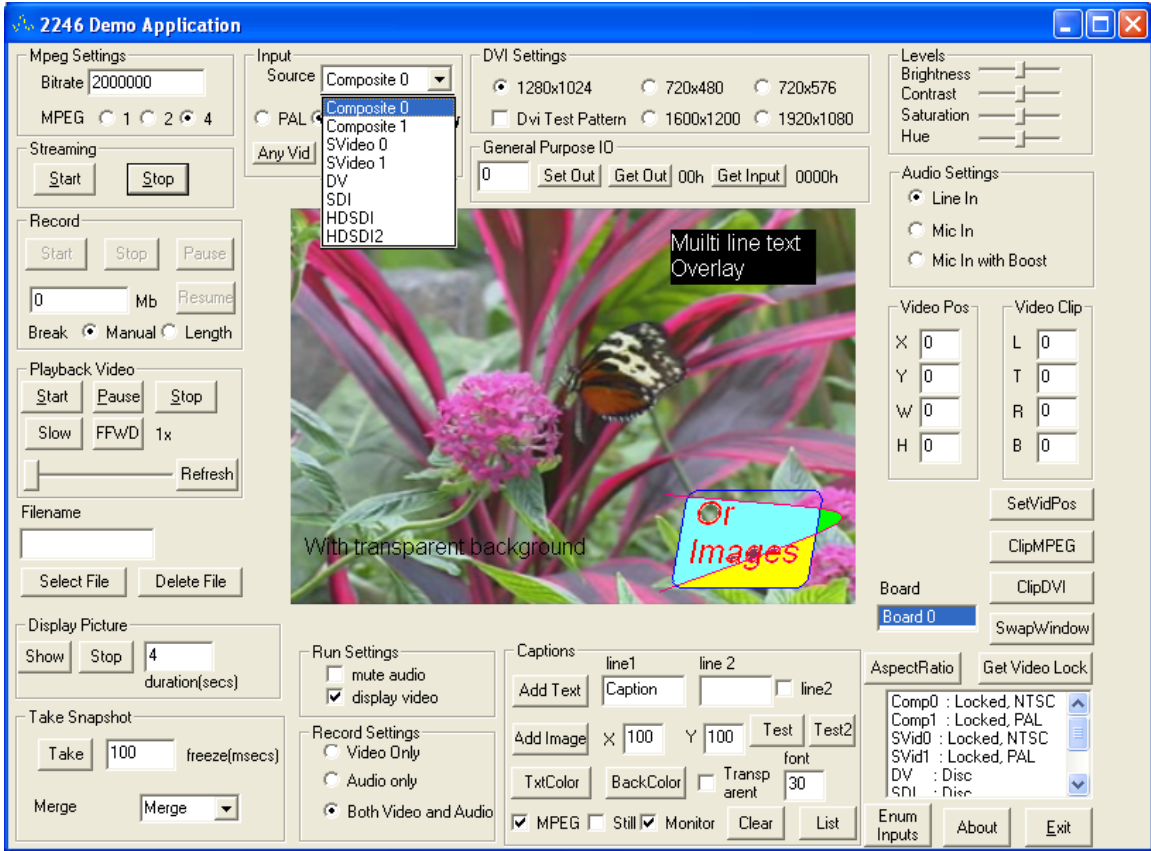 2246 Demo Application
Mpeg Settings
Bitrate 2000000
MPEG 1 2 4
Streaming
Start Stop
Record
Start Stop Pause
0 Mb Resume
Break Manual Length
Playback Video
Start Pause Stop
Slow FFWD 1x
Refresh
Filename
Select File Delete File
Display Picture
Show Stop 4
duration(secs)
Take Snapshot
Take 100 freeze(msecs)
Merge Merge
Input
Source Composite 0
PAL
Any Vid
Composite 0
Composite 1
SVideo 0
SVideo 1
DV
SDI
HDSDI
HDSDI2
DVI Settings
1280x1024 720x480 720x576
Dvi Test Pattern 1600x1200 1920x1080
General Purpose IO
0 Set Out Get Out 00h Get Input 0000h
Muilti line text
Overlay
With transparent background
Or
Images
Run Settings
mute audio
display video
Record Settings
Video Only
Audio only
Both Video and Audio
Captions
line1 line 2
Add Text Caption line2
Add Image X 100 Y 100 Test Test2
font
TxtColor BackColor Transp
arent 30
MPEG Still Monitor Clear List
Levels
Brightness
Contrast
Saturation
Hue
Audio Settings
Line In
Mic In
Mic In with Boost
Video Pos Video Clip
X 0 L 0
Y 0 T 0
W 0 R 0
H 0 B 0
SetVidPos
ClipMPEG
Board ClipDVI
Board 0
SwapWindow
AspectRatio Get Video Lock
Comp0 : Locked, NTSC
Comp1 : Locked, PAL
SVid0 : Locked, NTSC
SVid1 : Locked, PAL
DV : Disc
SDI : Disc
Enum
Inputs About Exit